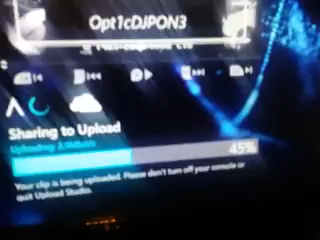 Opt1cDJPON3
Sharing to Upload
Uploading:
45%
Your clip is being uploaded. Please don't turn off your console or
quit Upload Studio.